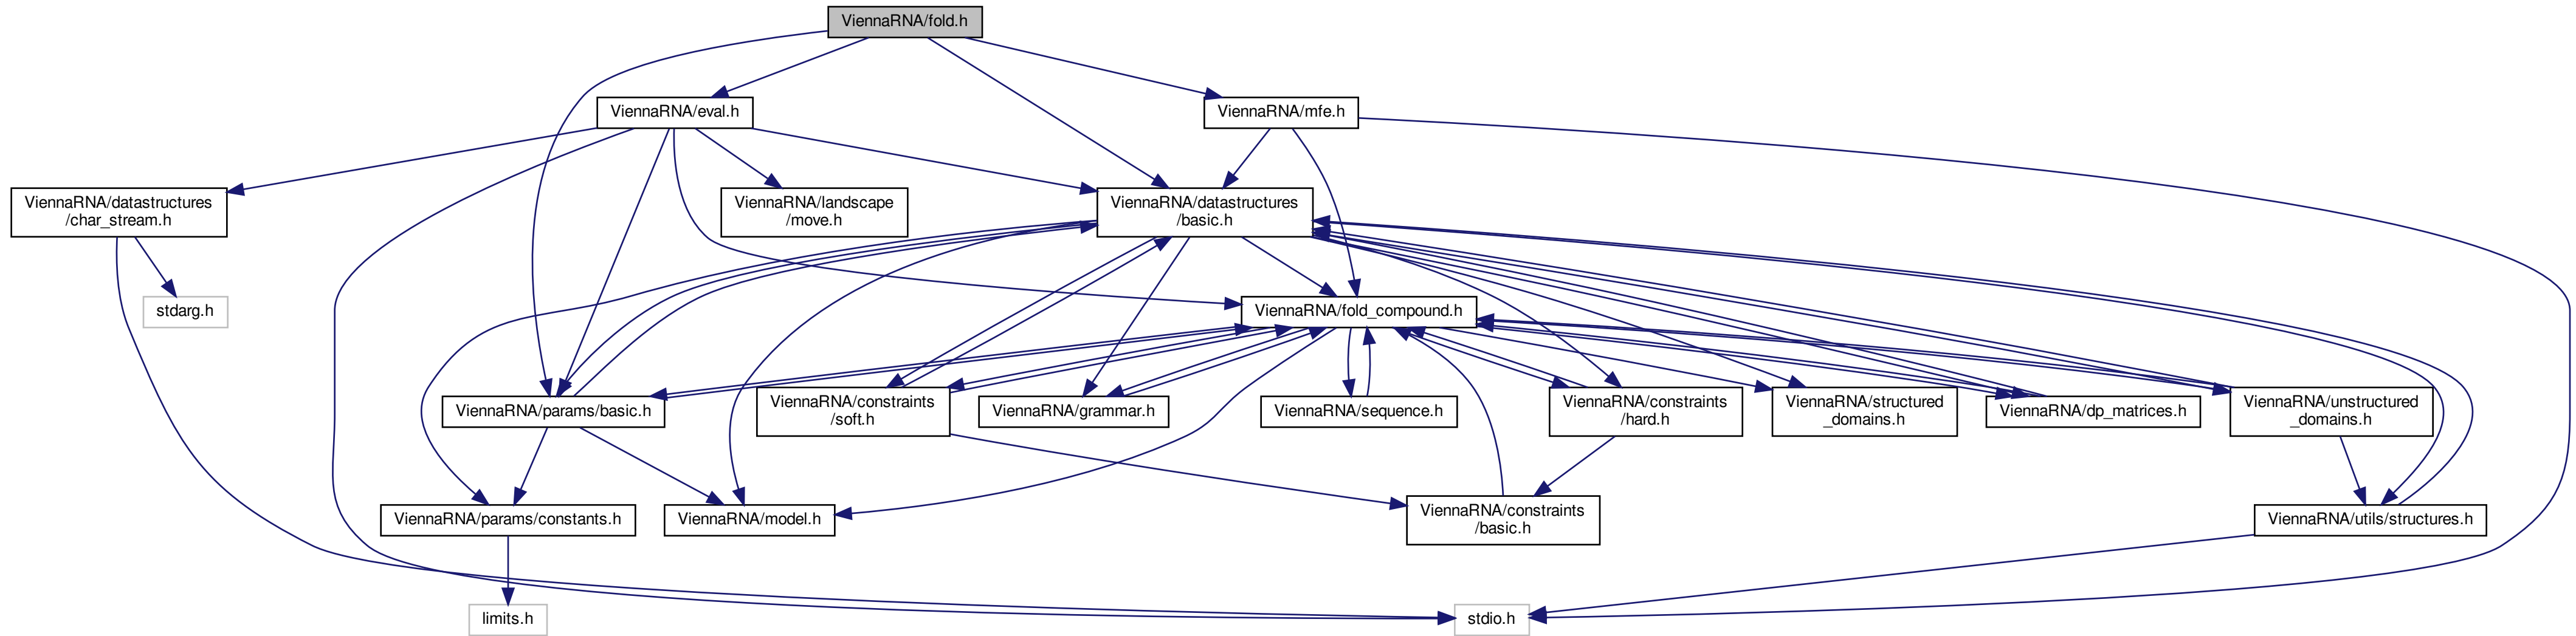 ViennaRNA/fold.h
ViennaRNA/eval.h
ViennaRNA/mfe.h
ViennaRNA/datastructures
/char_stream.h
ViennaRNA/landscape
/move.h
ViennaRNA/datastructures
/basic.h
stdarg.h
ViennaRNA/fold_compound.h
ViennaRNA/params/basic.h
ViennaRNA/constraints
/soft.h
ViennaRNA/grammar.h
ViennaRNA/sequence.h
ViennaRNA/constraints
/hard.h
ViennaRNA/structured
_domains.h
ViennaRNA/dp_matrices.h
ViennaRNA/unstructured
_domains.h
ViennaRNA/params/constants.h
ViennaRNA/model.h
ViennaRNA/constraints
/basic.h
ViennaRNA/utils/structures.h
limits.h
stdio.h